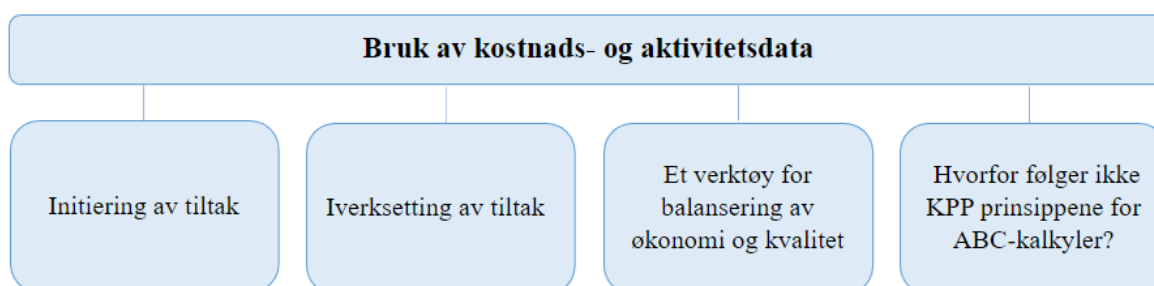 Bruk av kostnads- og aktivitetsdata
Initiering av tiltak
Iverksetting av tiltak
Et verktøy for
balansering av
økonomi og kvalitet
Hvorfor følger ikke
KPP prinsippene for
ABC-kalkyler?